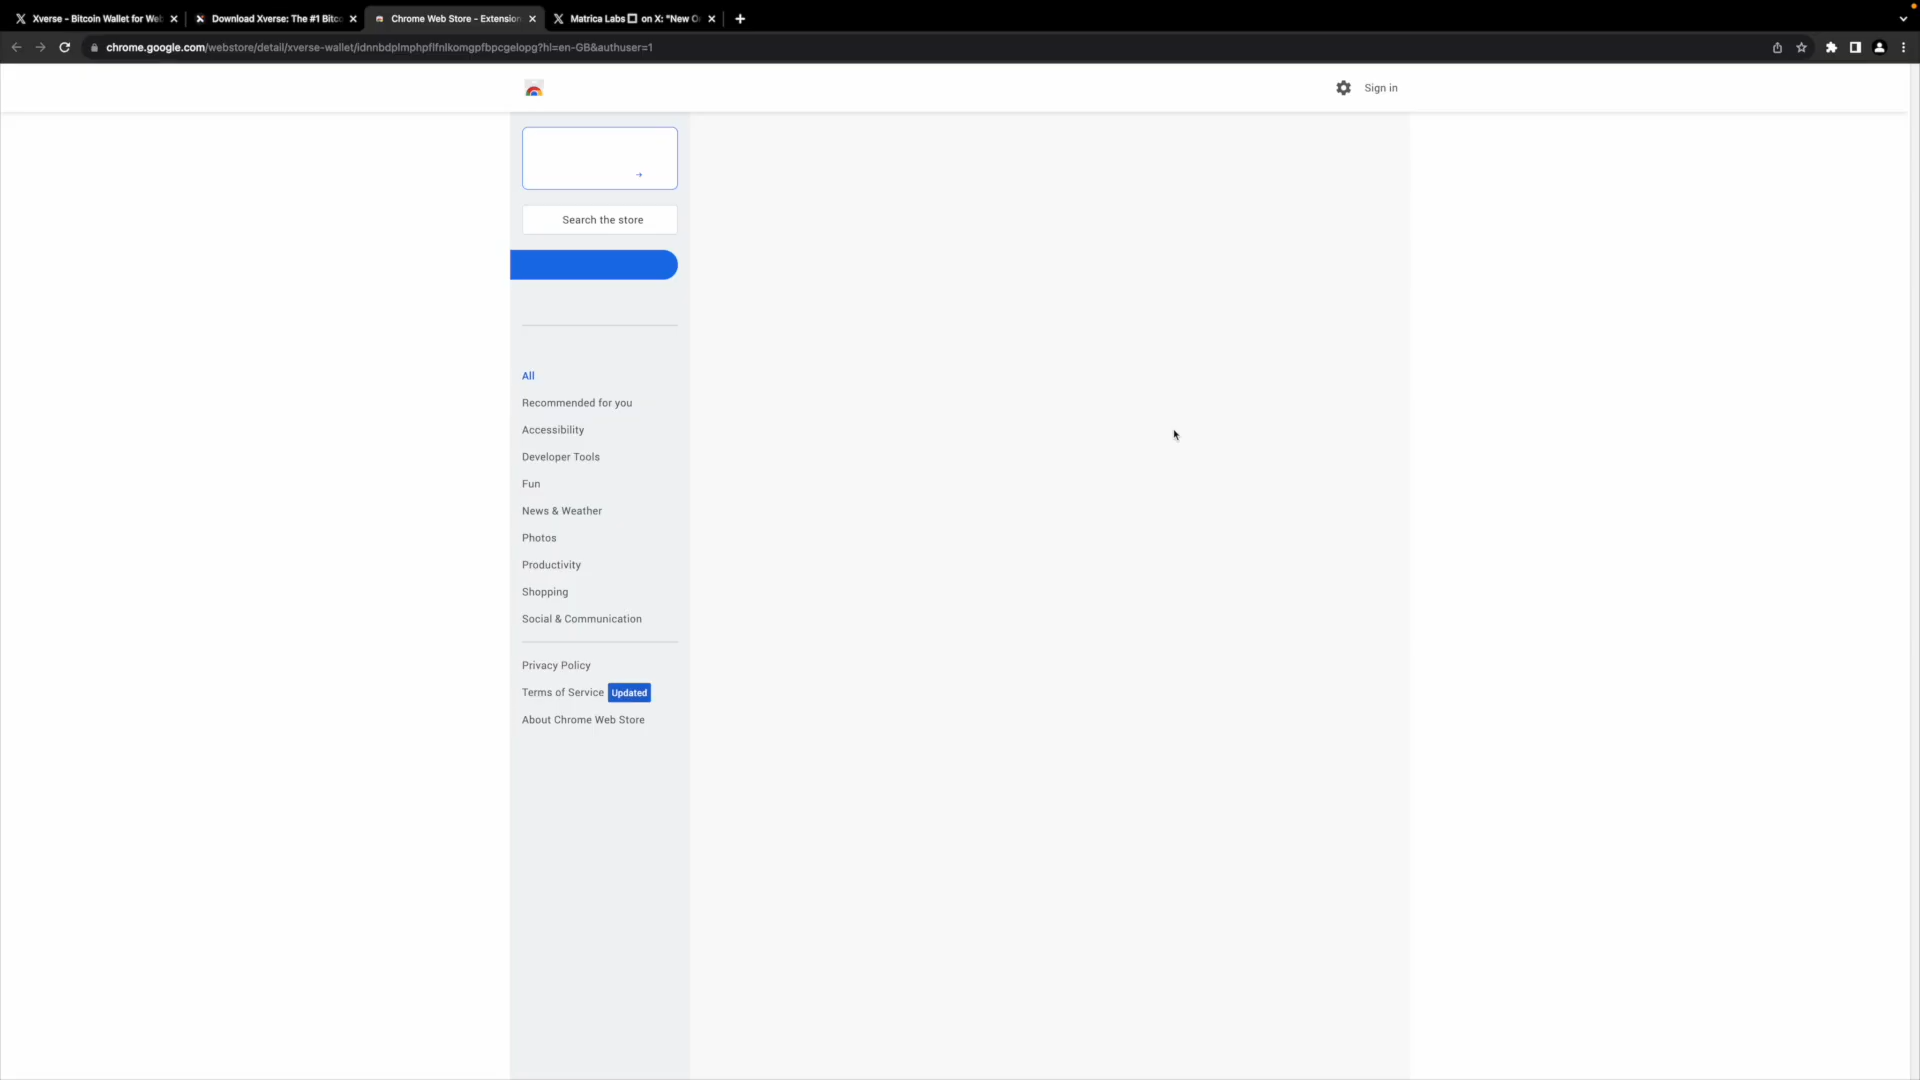 Xverse - Bitcoin Wallet for We
Download Xverse: The #1 Bitco
Chrome Web Store - Extension
Matrica Labs on X: "New O
chrome.google.com/webstore/detail/xverse-wallet/idnnbdplmphpflfnlkomgpfbpcgelopg?hl=en-GB&authuser=1
Sign in
Search the store
All
Recommended for you
Accessibility
Developer Tools
Fun
News & Weather
Photos
Productivity
Shopping
Social & Communication
Privacy Policy
Terms of Service Updated
About Chrome Web Store